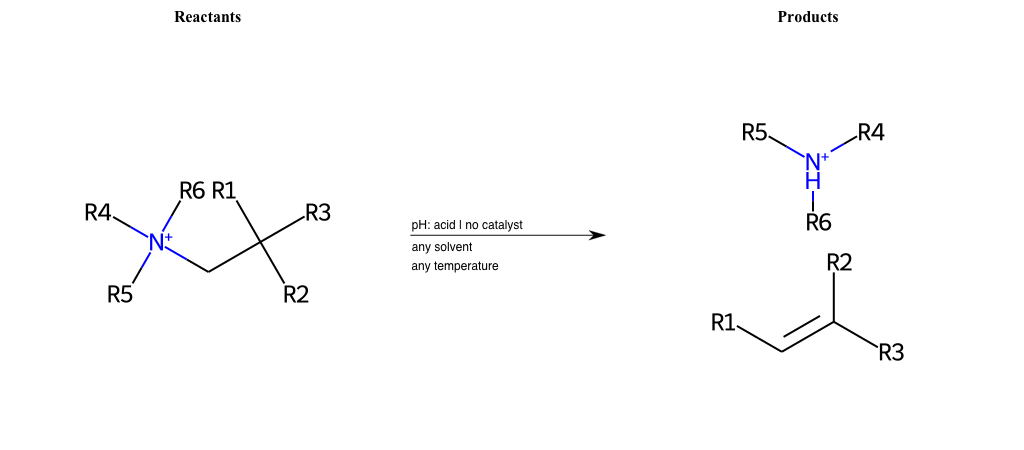 Reactants
Products
R5
R4
N+
H
R6
R6 R1
R4
R3
N+
R5
R2
pH: acid | no catalyst
any solvent
any temperature
R2
R1
R3